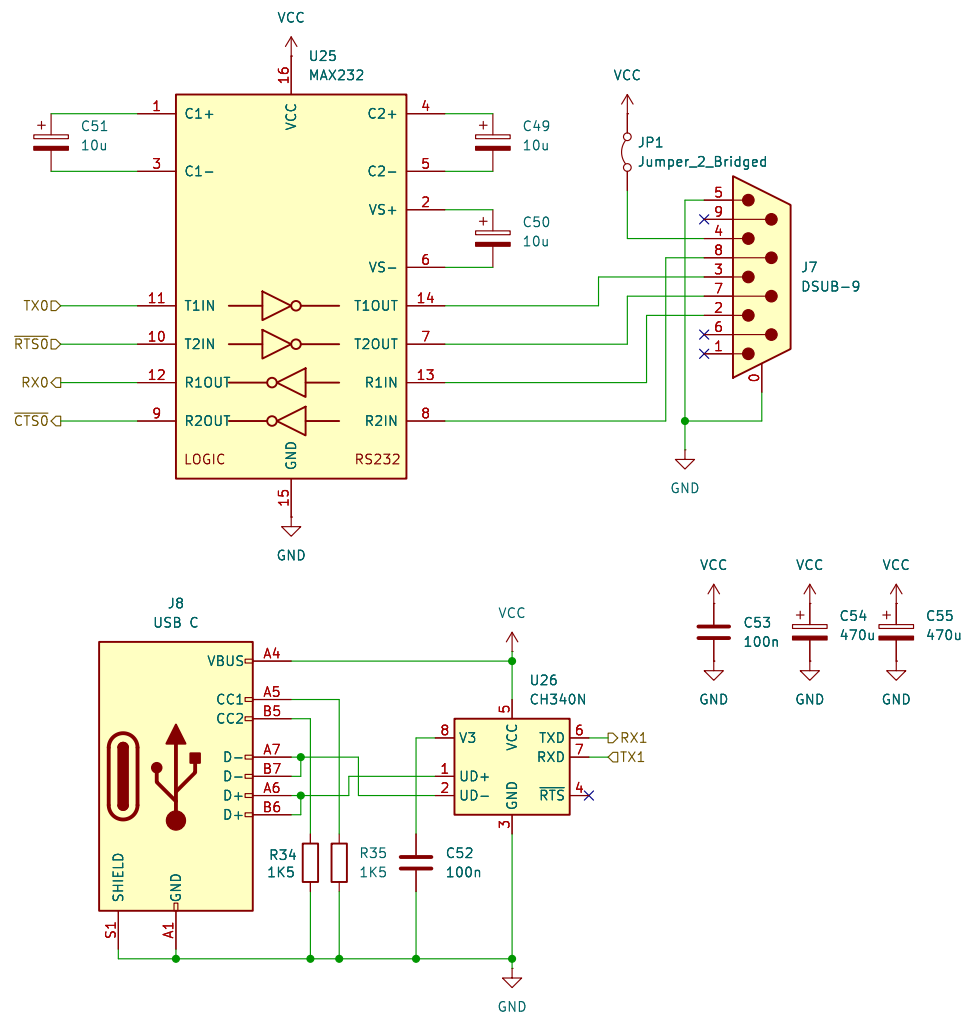 VCC
U25
MAX232
16
VCC
1
C1+
C2+
4
3
C1-
C2-
5
VS+
2
VS-
6
+
C51
10u
+
C49
10u
+
C50
10u
TX0
11
T1IN
T1OUT
14
RTS0
10
T2IN
T2OUT
7
RX0
12
R1OUT
R1IN
13
CTS0
9
R2OUT
R2IN
8
LOGIC
GND
RS232
15
GND
VCC
JP1
Jumper_2_Bridged
5
9
4
8
3
7
2
6
1
0
J7
DSUB-9
GND
VCC
C53
100n
GND
VCC
+
C54
470u
GND
VCC
+
C55
470u
GND
J8
USB C
VBUS
A4
CC1
A5
CC2
B5
D-
A7
D-
B7
D+
A6
D+
B6
SHIELD
GND
S1
A1
R34
1K5
R35
1K5
C52
100n
VCC
U26
CH340N
5
8
V3
VCC
TXD
6
RX1
RXD
7
TX1
1
UD+
2
UD-
GND
RTS
4
3
GND